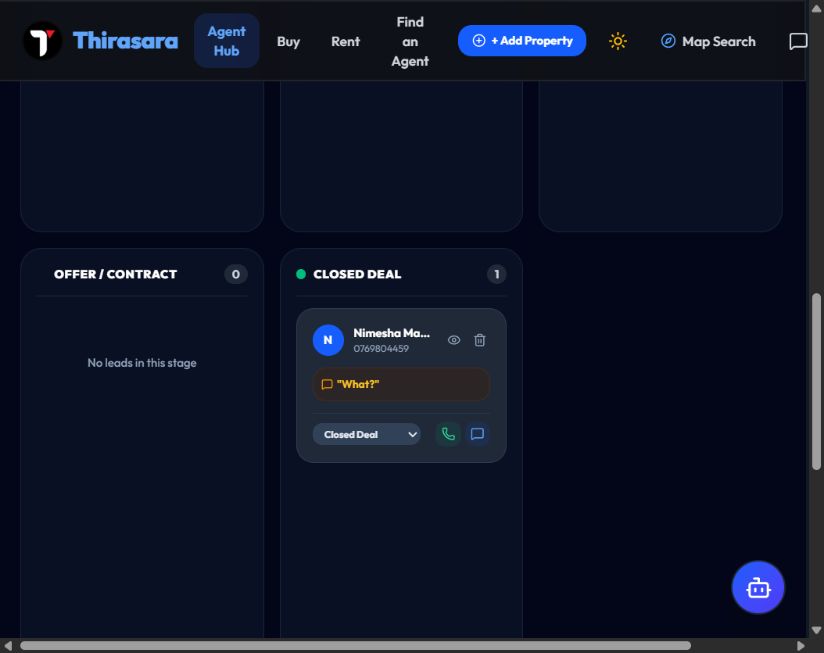 Thirasara
Agent
Hub
Buy
Rent
Find
an
Agent
+ Add Property
Map Search
OFFER / CONTRACT
0
No leads in this stage
CLOSED DEAL
1
N
Nimesha Ma...
0769804459
"What?"
Closed Deal